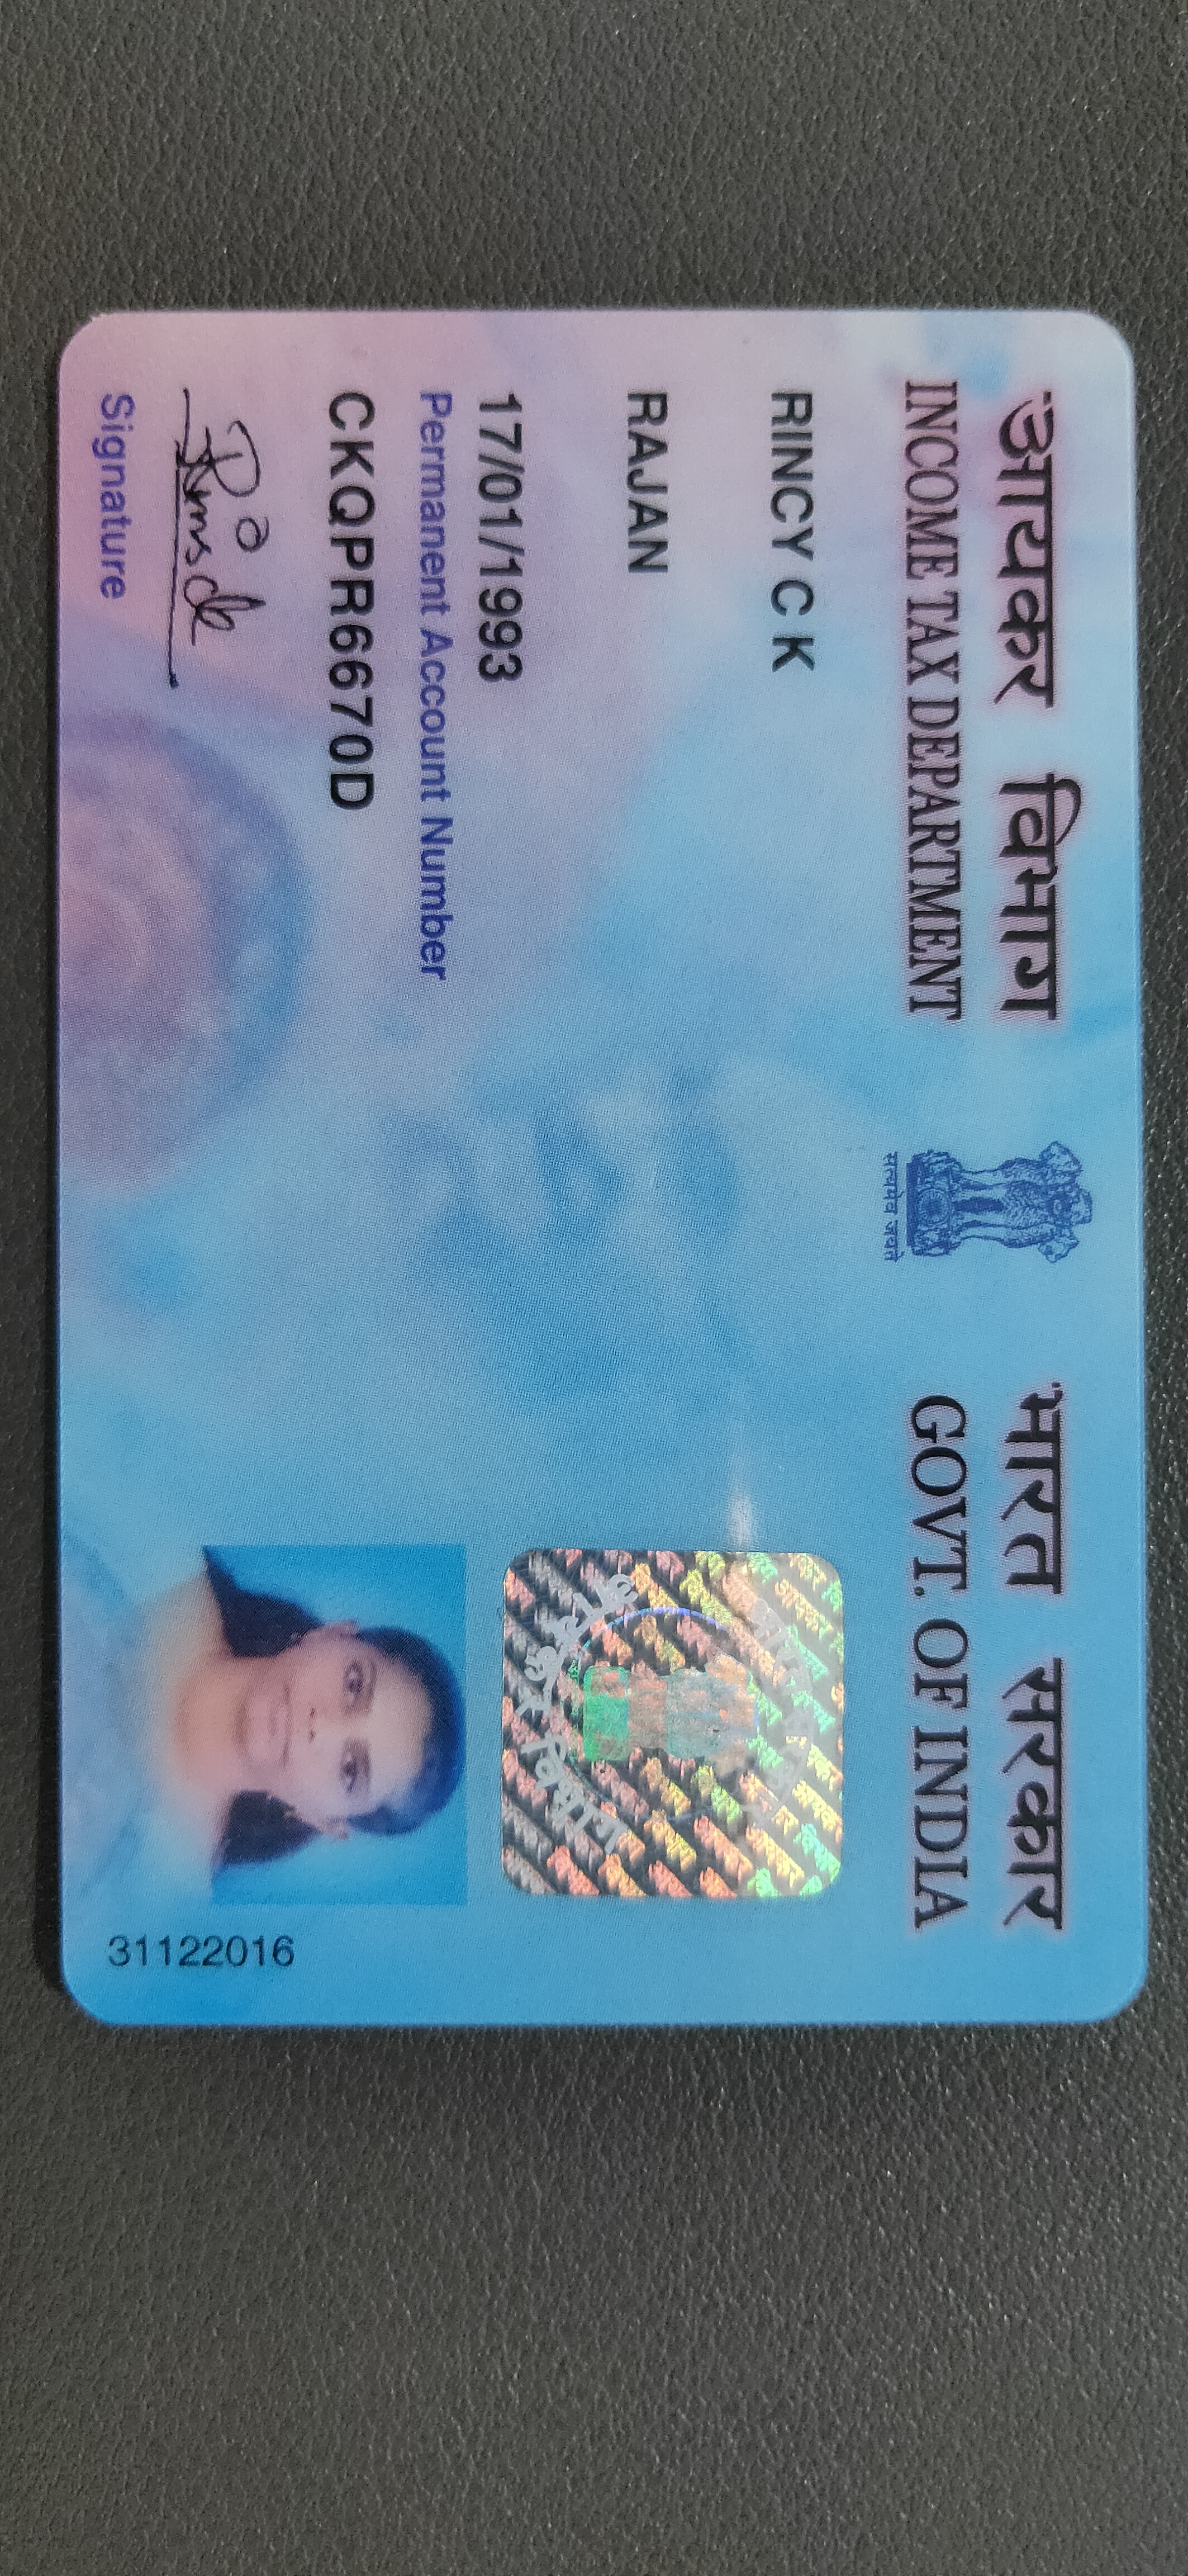 आयकर विभाग
INCOME TAX DEPARTMENT
सत्यमेव जयते
भारत सरकार
GOVT. OF INDIA
RINCY C K
RAJAN
17/01/1993
Permanent Account Number
CKQPR6670D
Signature
31122016